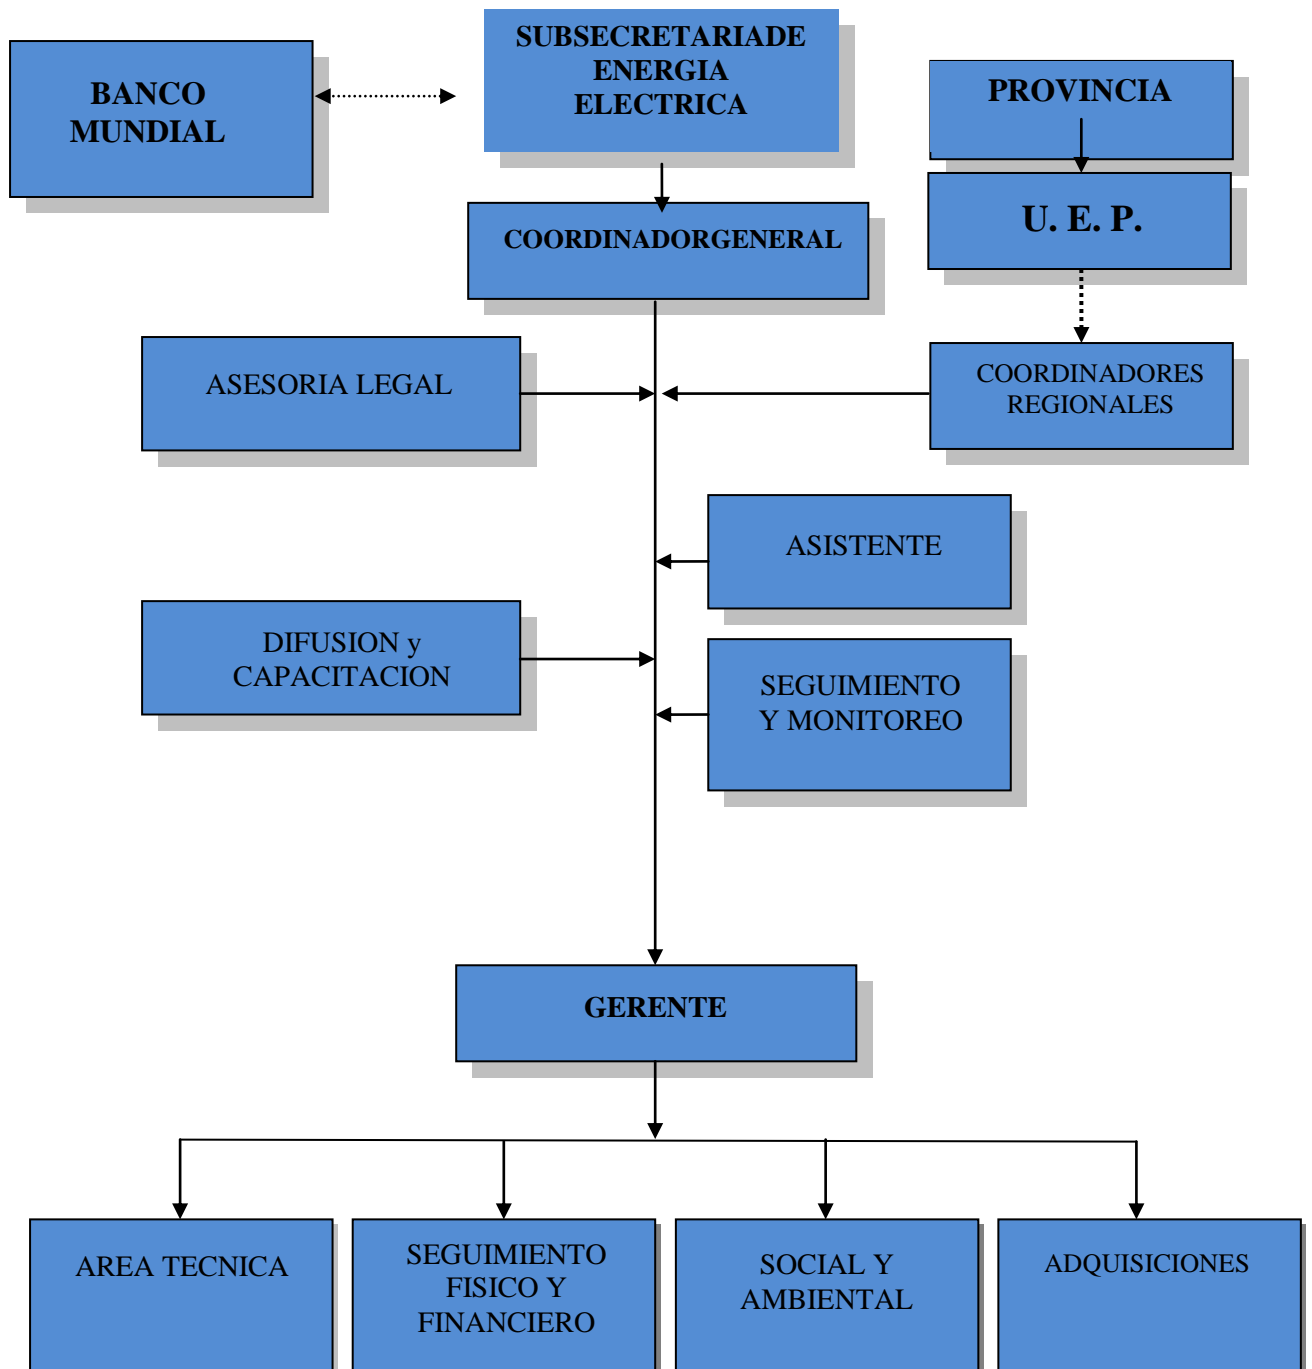 BANCO
MUNDIAL
SUBSECRETARIADE
ENERGIA
ELECTRICA
PROVINCIA
U. E. P.
COORDINADORGENERAL
ASESORIA LEGAL
COORDINADORES
REGIONALES
ASISTENTE
DIFUSION y
CAPACITACION
SEGUIMIENTO
Y MONITOREO
GERENTE
AREA TECNICA
SEGUIMIENTO
FISICO Y
FINANCIERO
SOCIAL Y
AMBIENTAL
ADQUISICIONES